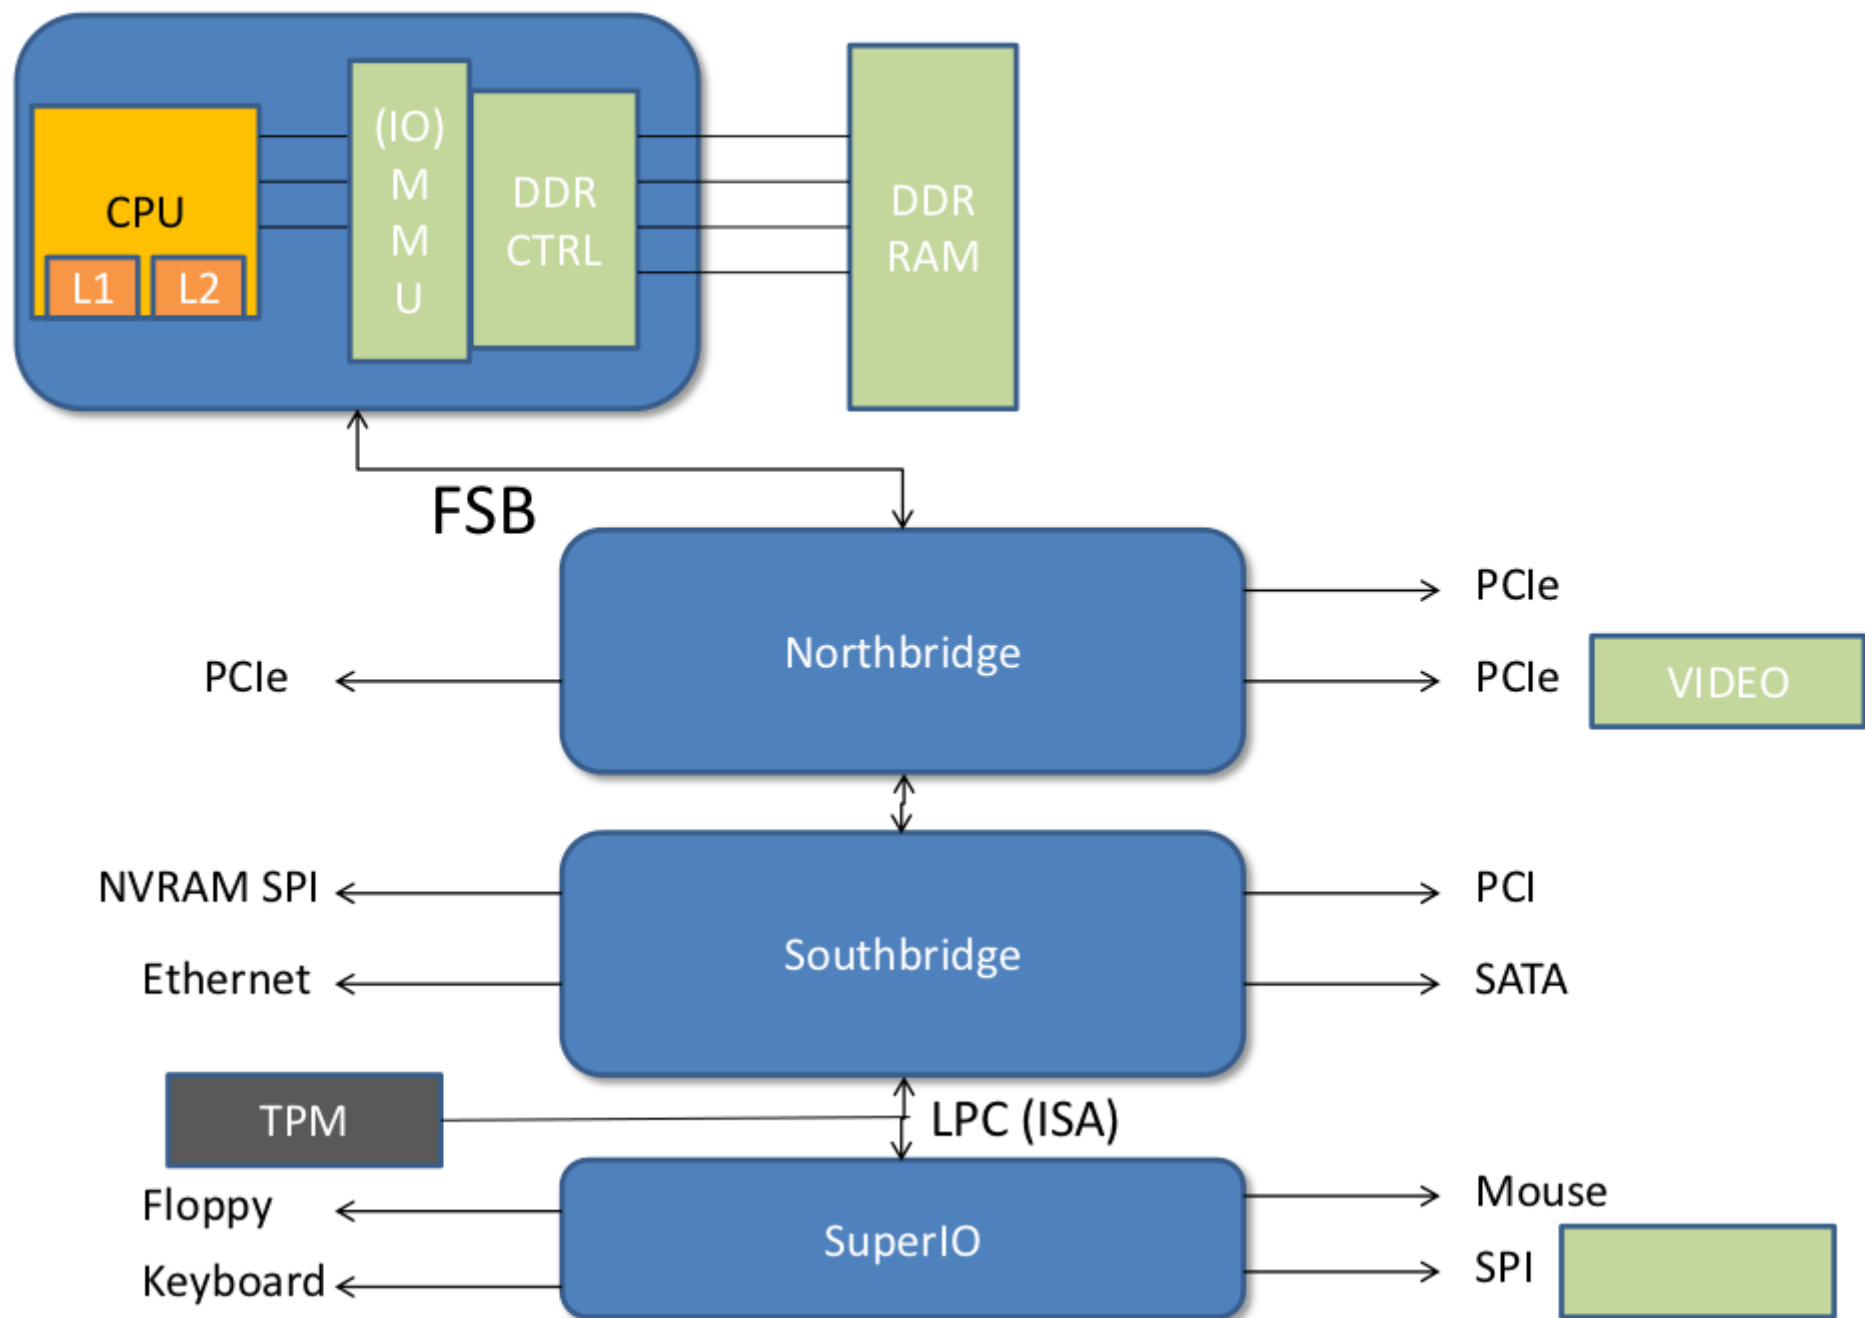 (IO)
M
M
U
CPU
L1
L2
DDR
CTRL
DDR
RAM
FSB
Northbridge
PCIe
PCIe
PCIe
VIDEO
NVRAM SPI
Southbridge
PCI
Ethernet
SATA
TPM
LPC (ISA)
Floppy
SuperIO
Mouse
Keyboard
SPI